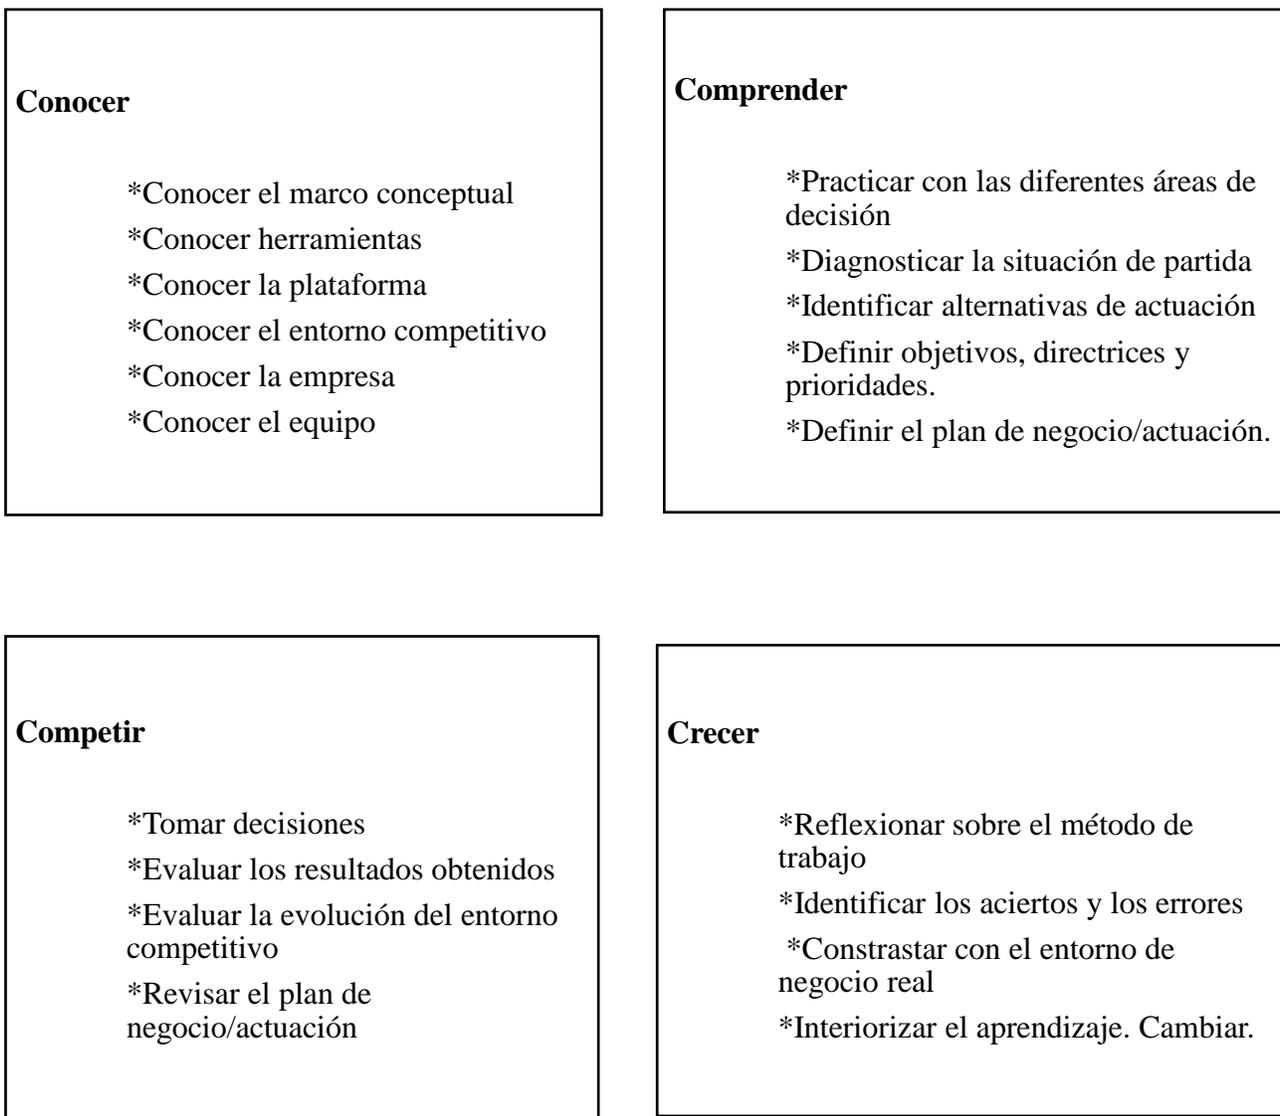 Conocer
*Conocer el marco conceptual
*Conocer herramientas
*Conocer la plataforma
*Conocer el entorno competitivo
*Conocer la empresa
*Conocer el equipo
Comprender
*Practicar con las diferentes áreas de
decisión
*Diagnosticar la situación de partida
*Identificar alternativas de actuación
*Definir objetivos, directrices y
prioridades.
*Definir el plan de negocio/actuación.
Competir
*Tomar decisiones
*Evaluar los resultados obtenidos
*Evaluar la evolución del entorno
competitivo
*Revisar el plan de
negocio/actuación
Crecer
*Reflexionar sobre el método de
trabajo
*Identificar los aciertos y los errores
*Constrastar con el entorno de
negocio real
*Interiorizar el aprendizaje. Cambiar.